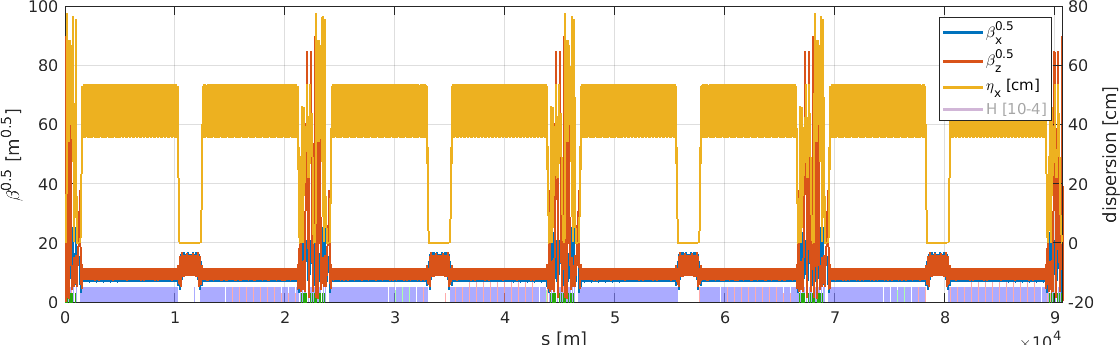 100
80
60
40
20
0
β^0.5 [m^0.5]
80
60
40
20
0
-20
dispersion [cm]
β_x^0.5
β_z^0.5
η_x [cm]
H [10-4]
0 1 2 3 4 5 6 7 8 9
s [m]
×10^4